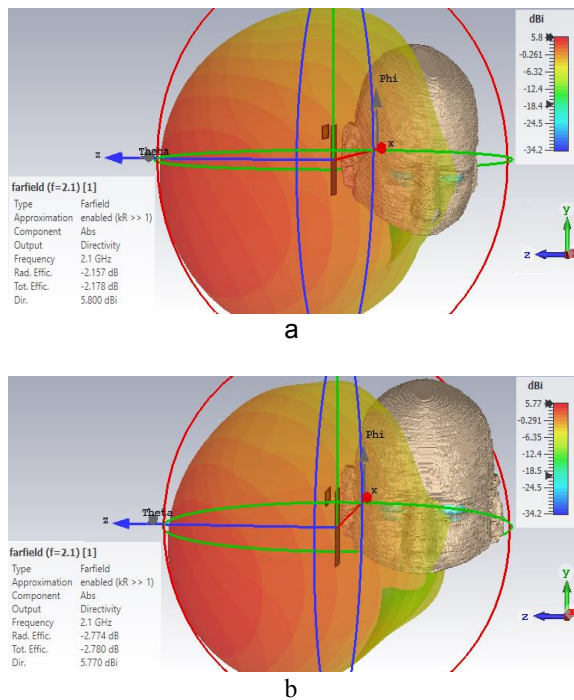 dBi
5.8
-0.261
-6.32
-12.4
-18.4
-24.5
-34.2
Phi
x
z
Theta
farfield (f=2.1) [1]
Type Farfield
Approximation enabled (kR >> 1)
Component Abs
Output Directivity
Frequency 2.1 GHz
Rad. Effic. -2.157 dB
Tot. Effic. -2.178 dB
Dir. 5.800 dBi
y
z
x
a
dBi
5.77
-0.291
-6.35
-12.4
-18.5
-24.5
-34.2
Phi
x
z
Theta
farfield (f=2.1) [1]
Type Farfield
Approximation enabled (kR >> 1)
Component Abs
Output Directivity
Frequency 2.1 GHz
Rad. Effic. -2.774 dB
Tot. Effic. -2.780 dB
Dir. 5.770 dBi
y
z
x
b